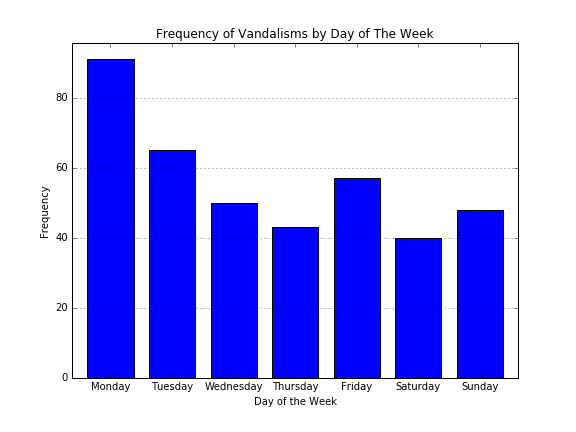 Frequency of Vandalisms by Day of The Week
80
60
40
20
0
Frequency
Monday Tuesday Wednesday Thursday Friday Saturday Sunday
Day of the Week